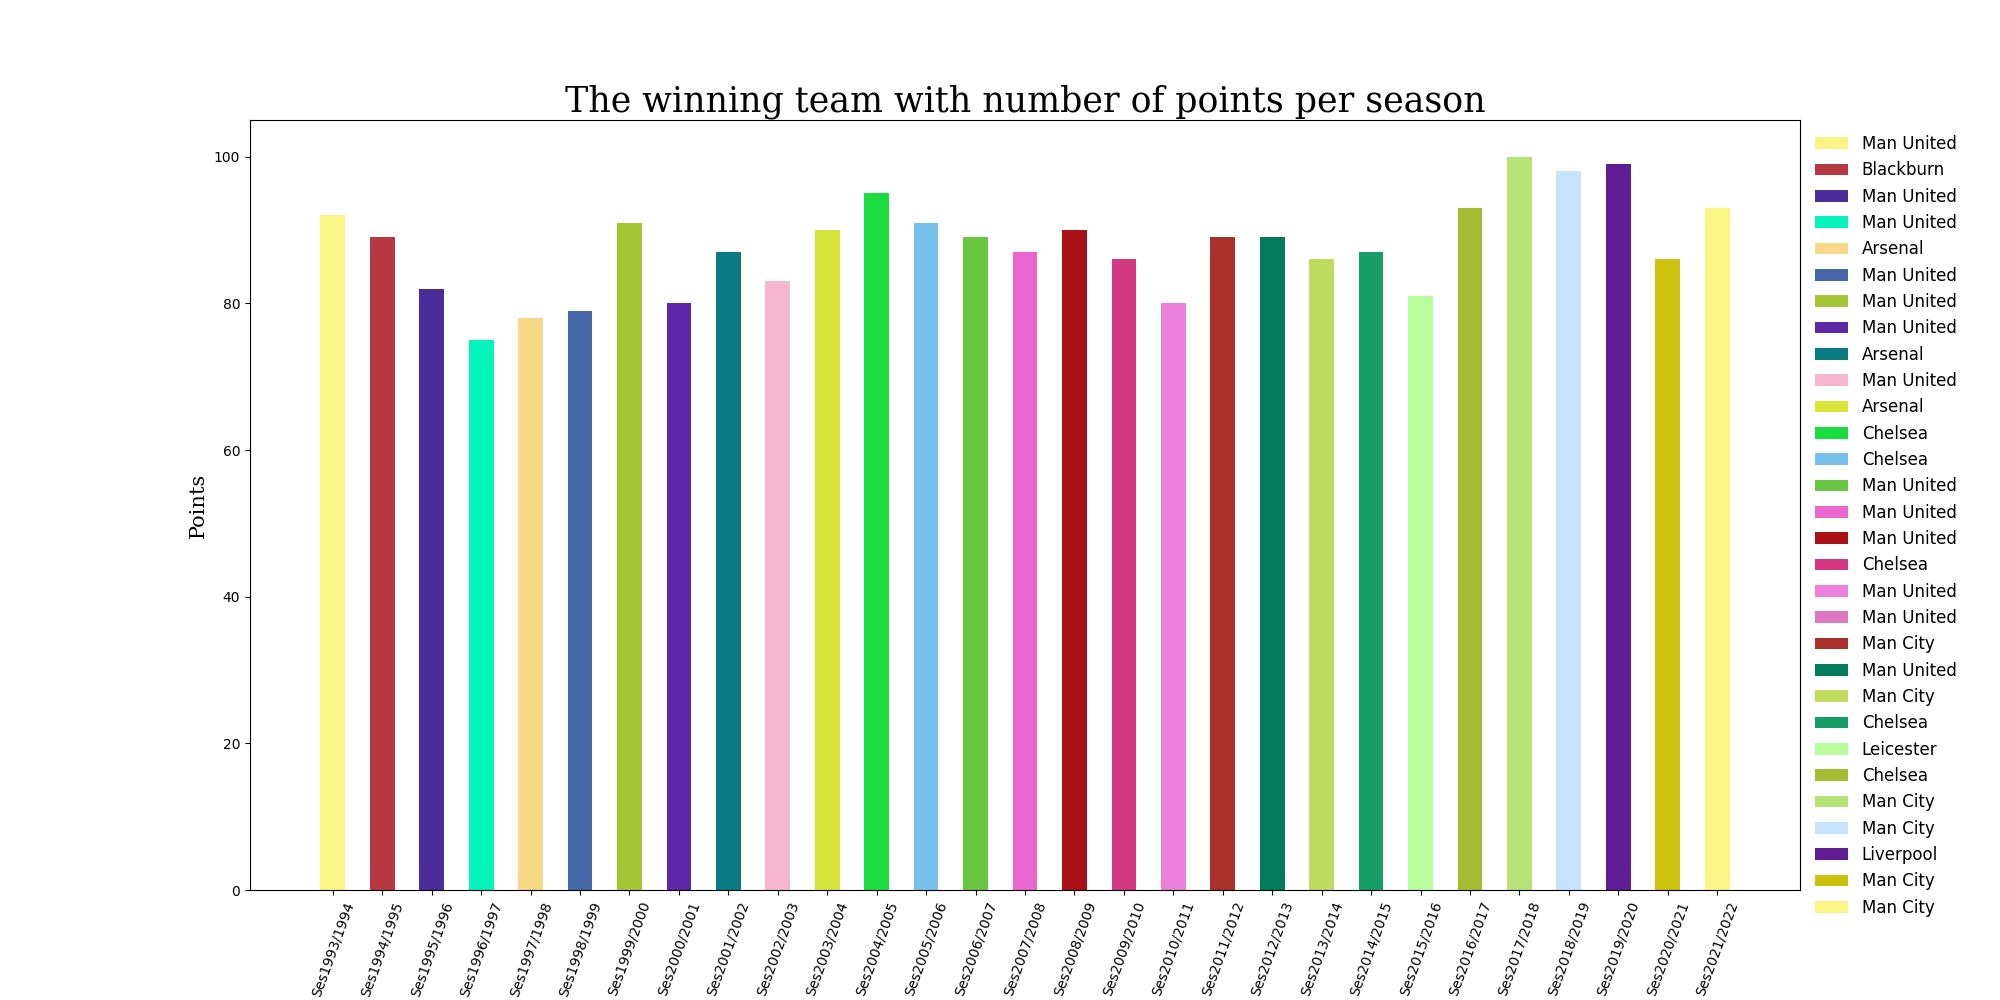 The winning team with number of points per season
Points
100
80
60
40
20
0
Ses1993/1994
Ses1994/1995
Ses1995/1996
Ses1996/1997
Ses1997/1998
Ses1998/1999
Ses1999/2000
Ses2000/2001
Ses2001/2002
Ses2002/2003
Ses2003/2004
Ses2004/2005
Ses2005/2006
Ses2006/2007
Ses2007/2008
Ses2008/2009
Ses2009/2010
Ses2010/2011
Ses2011/2012
Ses2012/2013
Ses2013/2014
Ses2014/2015
Ses2015/2016
Ses2016/2017
Ses2017/2018
Ses2018/2019
Ses2019/2020
Ses2020/2021
Ses2021/2022
Man United
Blackburn
Man United
Man United
Arsenal
Man United
Man United
Man United
Arsenal
Man United
Arsenal
Chelsea
Chelsea
Man United
Man United
Man United
Chelsea
Man United
Man United
Man City
Man United
Man City
Chelsea
Leicester
Chelsea
Man City
Man City
Liverpool
Man City
Man City